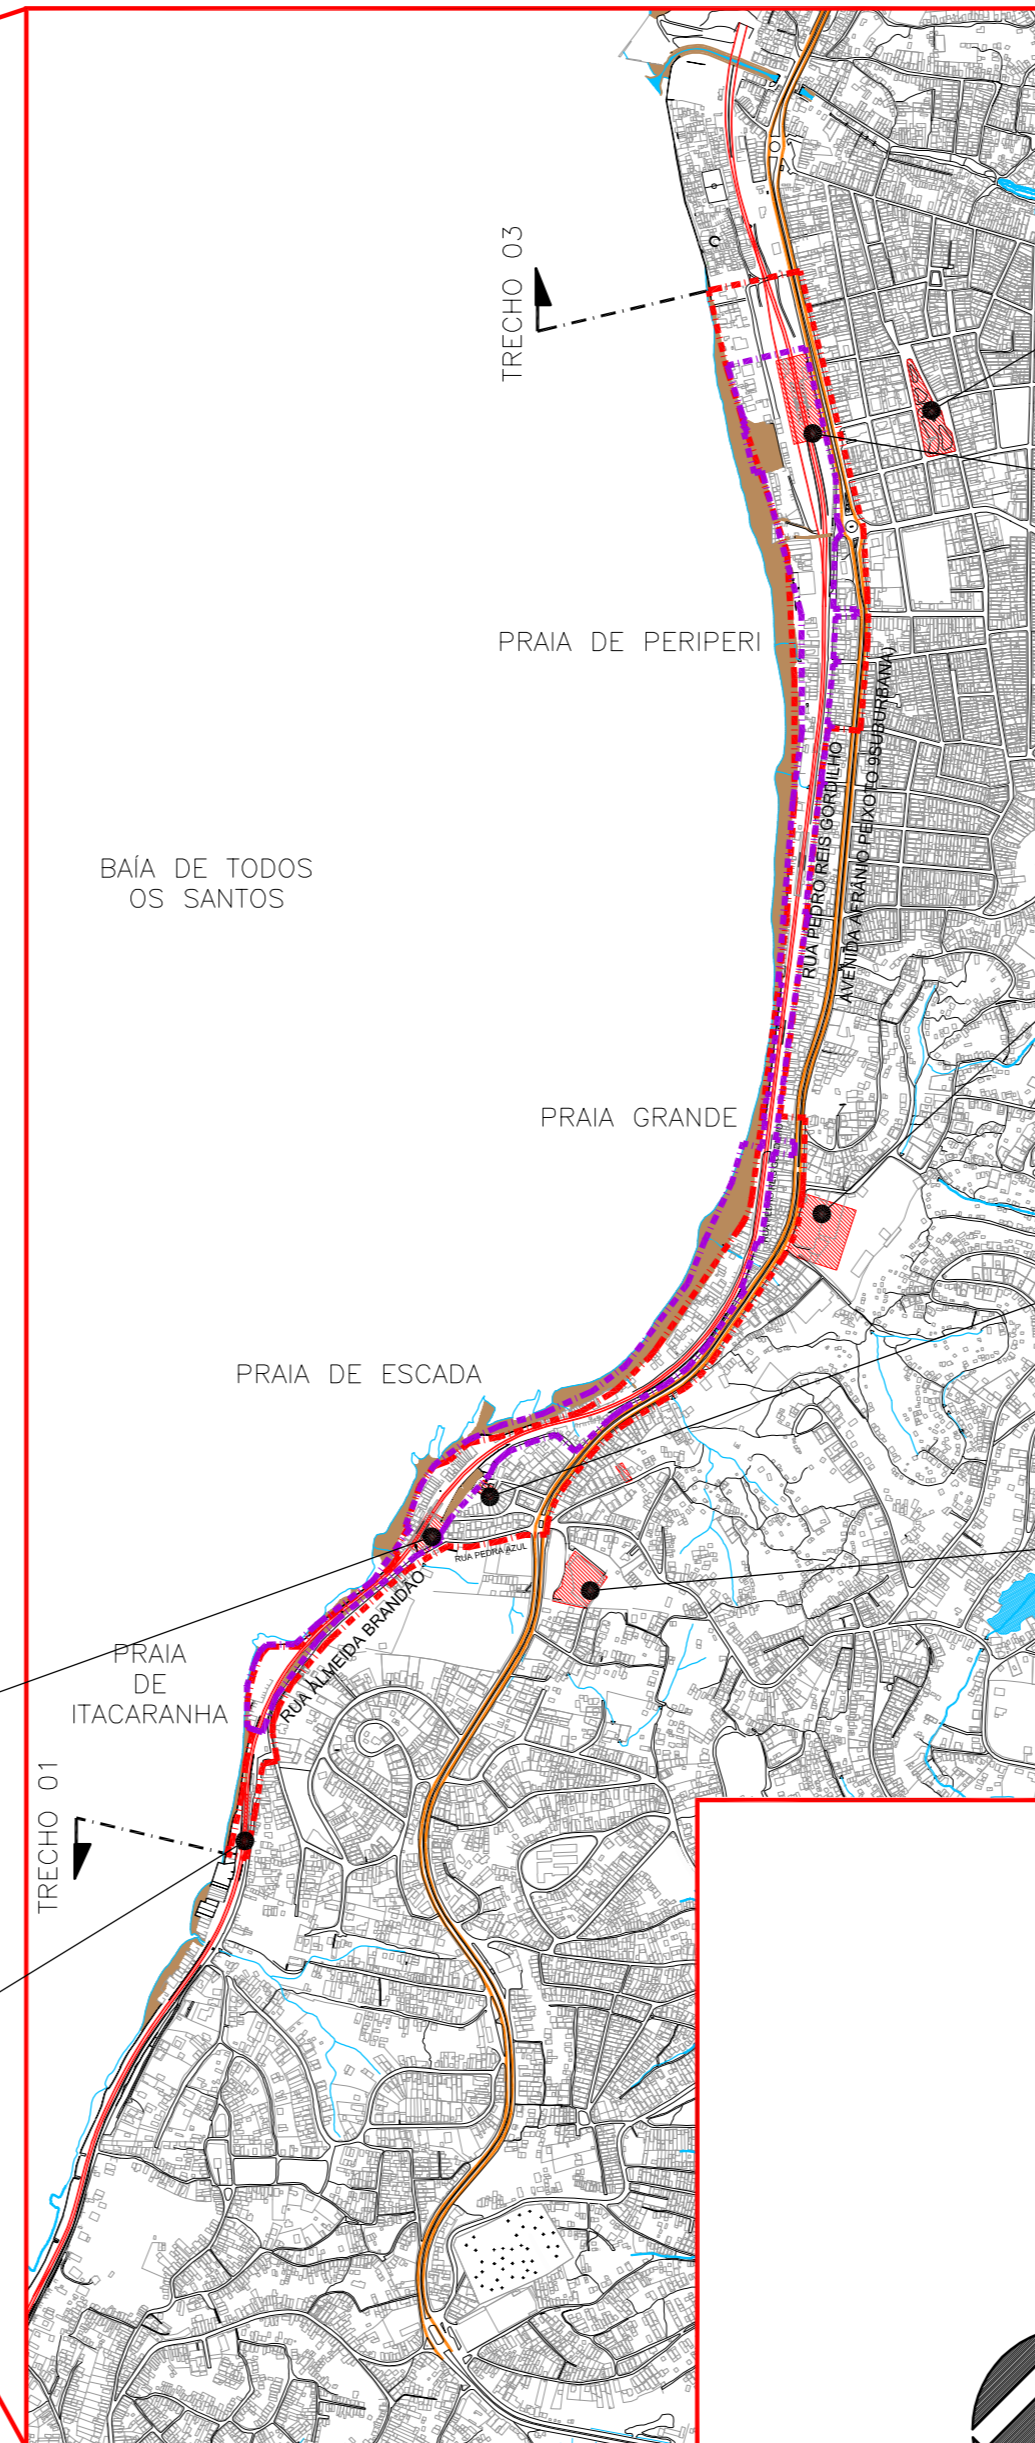 TRECHO 03
PRAIA DE PERIPERI
RUA PEDRO REIS GORDILHO
AVENIDA AFRÂNIO PEIXOTO 9SUBURBANA)
BAÍA DE TODOS
OS SANTOS
PRAIA GRANDE
PRAIA DE ESCADA
RUA PEDRA AZUL
RUA ALMEIDA BRANDÃO
PRAIA
DE
ITACARANHA
TRECHO 01